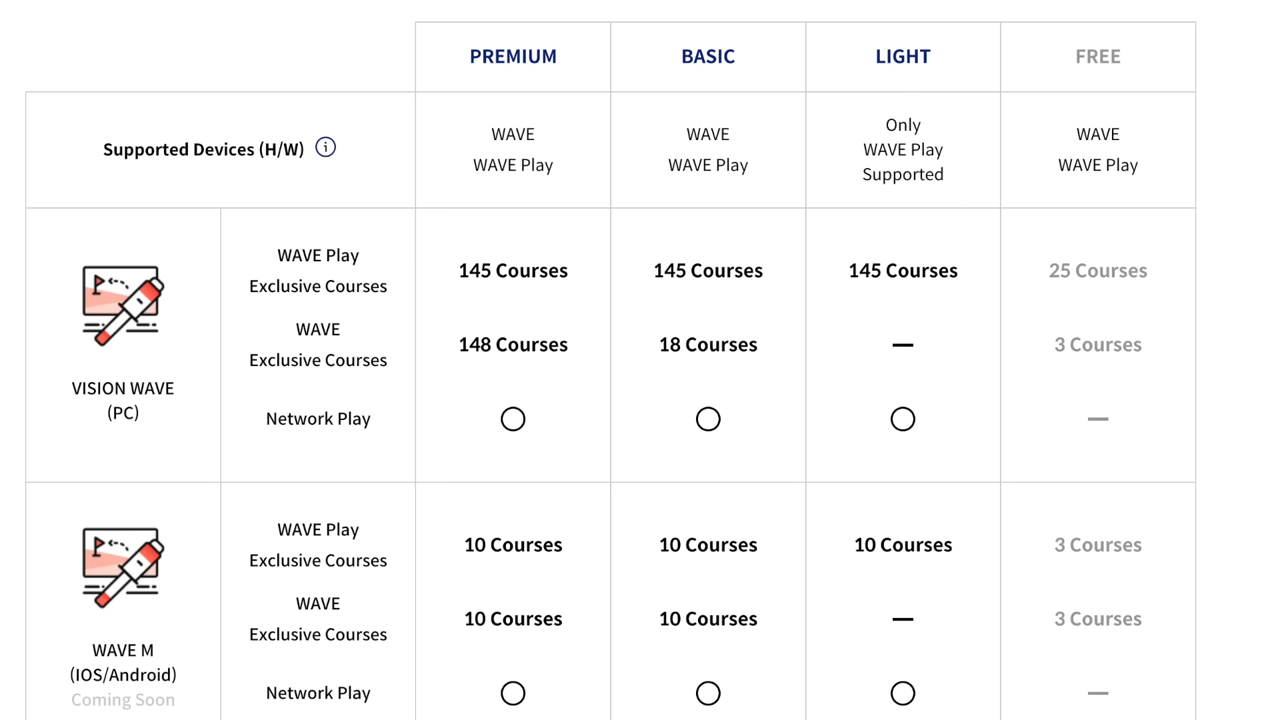 PREMIUM BASIC LIGHT FREE
Supported Devices (H/W)
WAVE
WAVE Play
WAVE
WAVE Play
Only
WAVE Play
Supported
WAVE
WAVE Play
VISION WAVE
(PC)
WAVE Play
Exclusive Courses
145 Courses 145 Courses 145 Courses 25 Courses
WAVE
Exclusive Courses
148 Courses 18 Courses — 3 Courses
Network Play ◯ ◯ ◯ —
WAVE M
(IOS/Android)
Coming Soon
WAVE Play
Exclusive Courses
10 Courses 10 Courses 10 Courses 3 Courses
WAVE
Exclusive Courses
10 Courses 10 Courses — 3 Courses
Network Play ◯ ◯ ◯ —